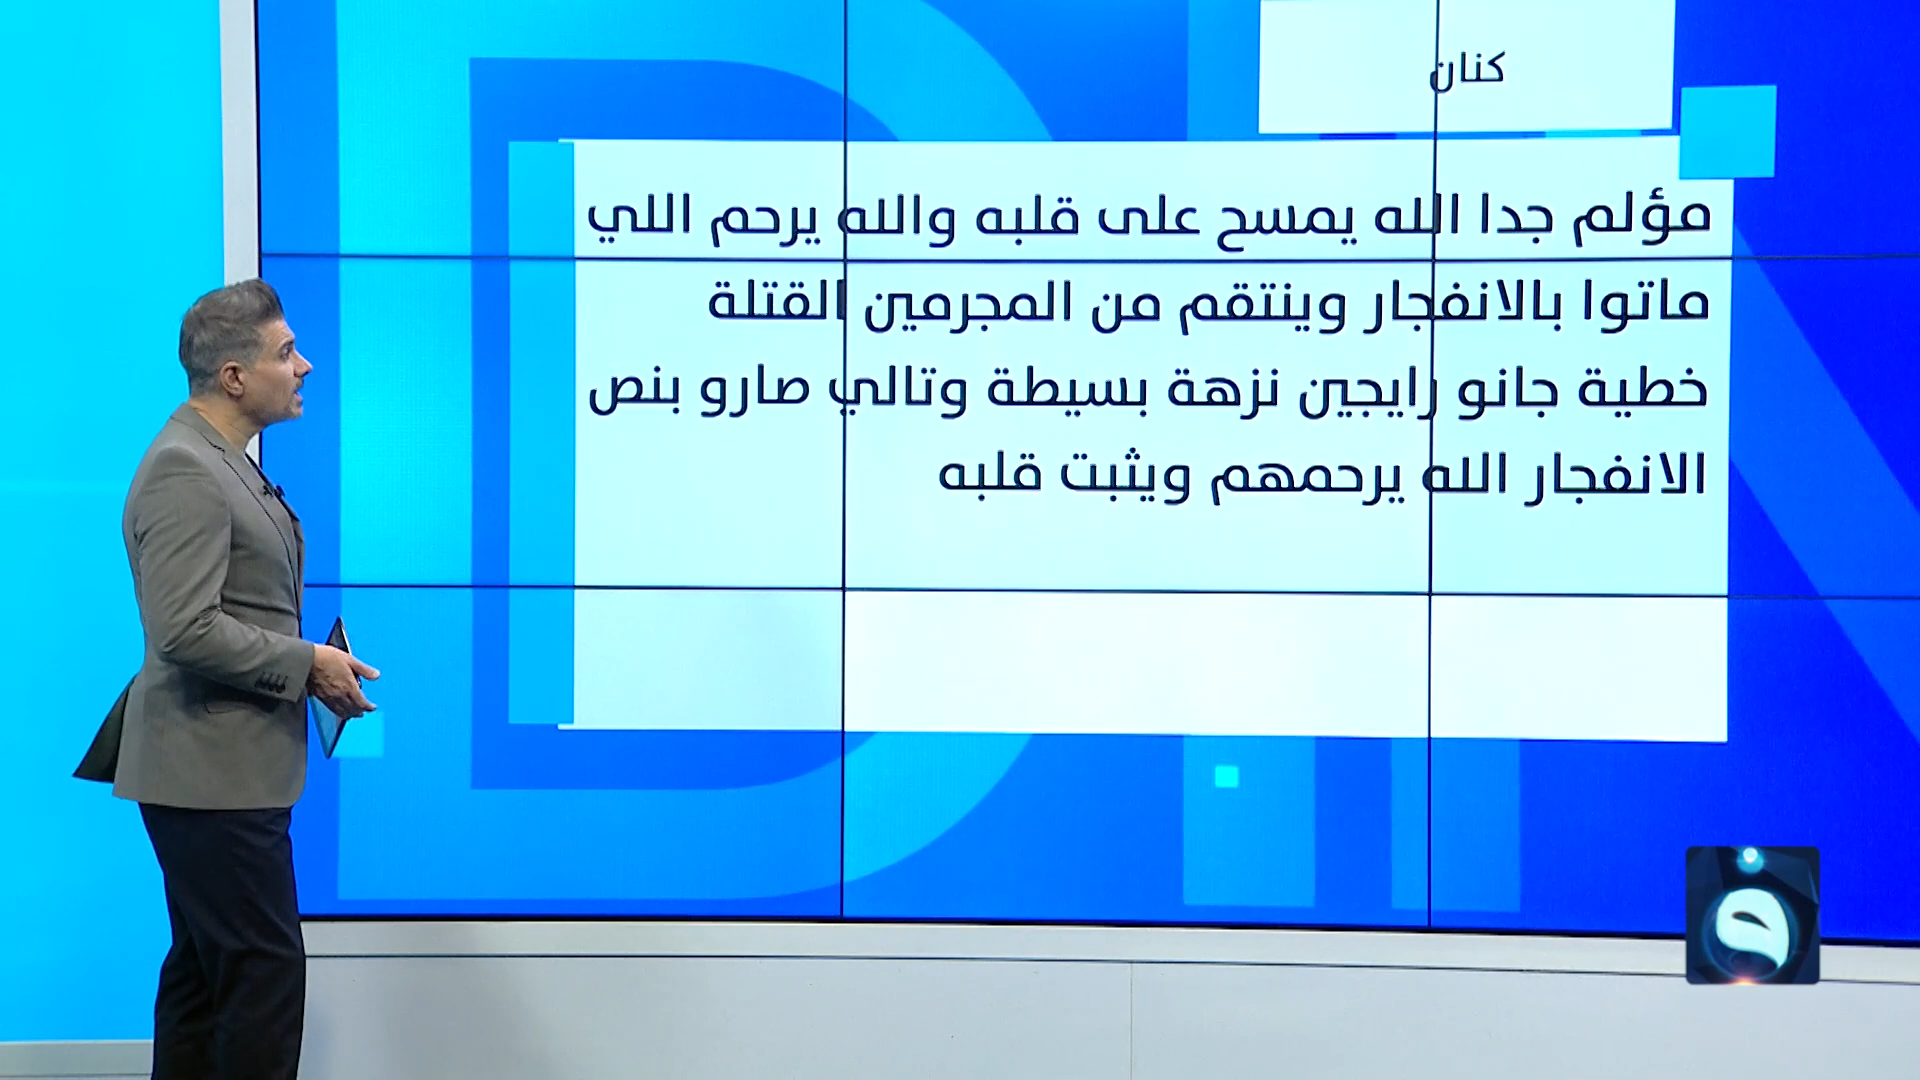 كنان
مؤلم جدا الله يمسح على قلبه والله يرحم اللي
ماتوا بالانفجار وينتقم من المجرمين القتلة
خطية جانو رايجين نزهة بسيطة وتالي صارو بنص
الانفجار الله يرحمهم ويثبت قلبه